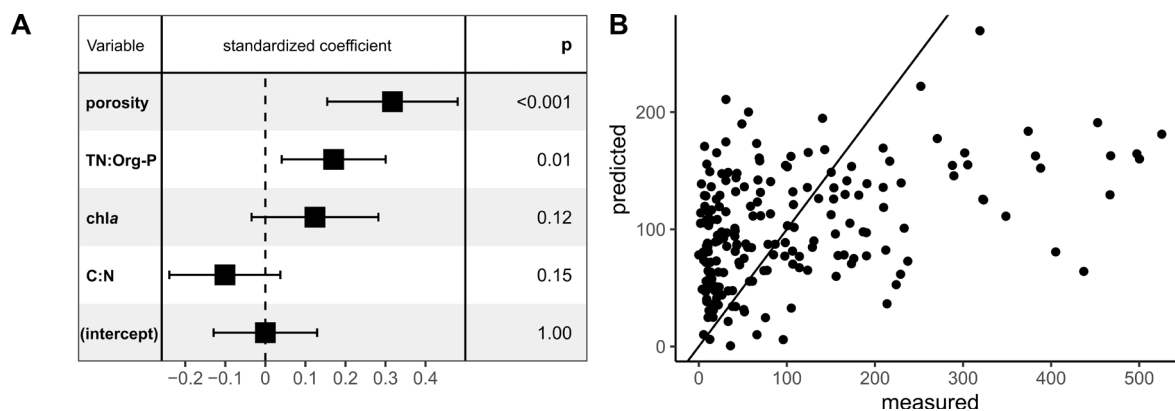 A
Variable standardized coefficient p
porosity <0.001
TN:Org-P 0.01
chla 0.12
C:N 0.15
(intercept) 1.00
−0.2 −0.1 0 0.1 0.2 0.3 0.4
B
predicted
200
100
0
0 100 200 300 400 500
measured